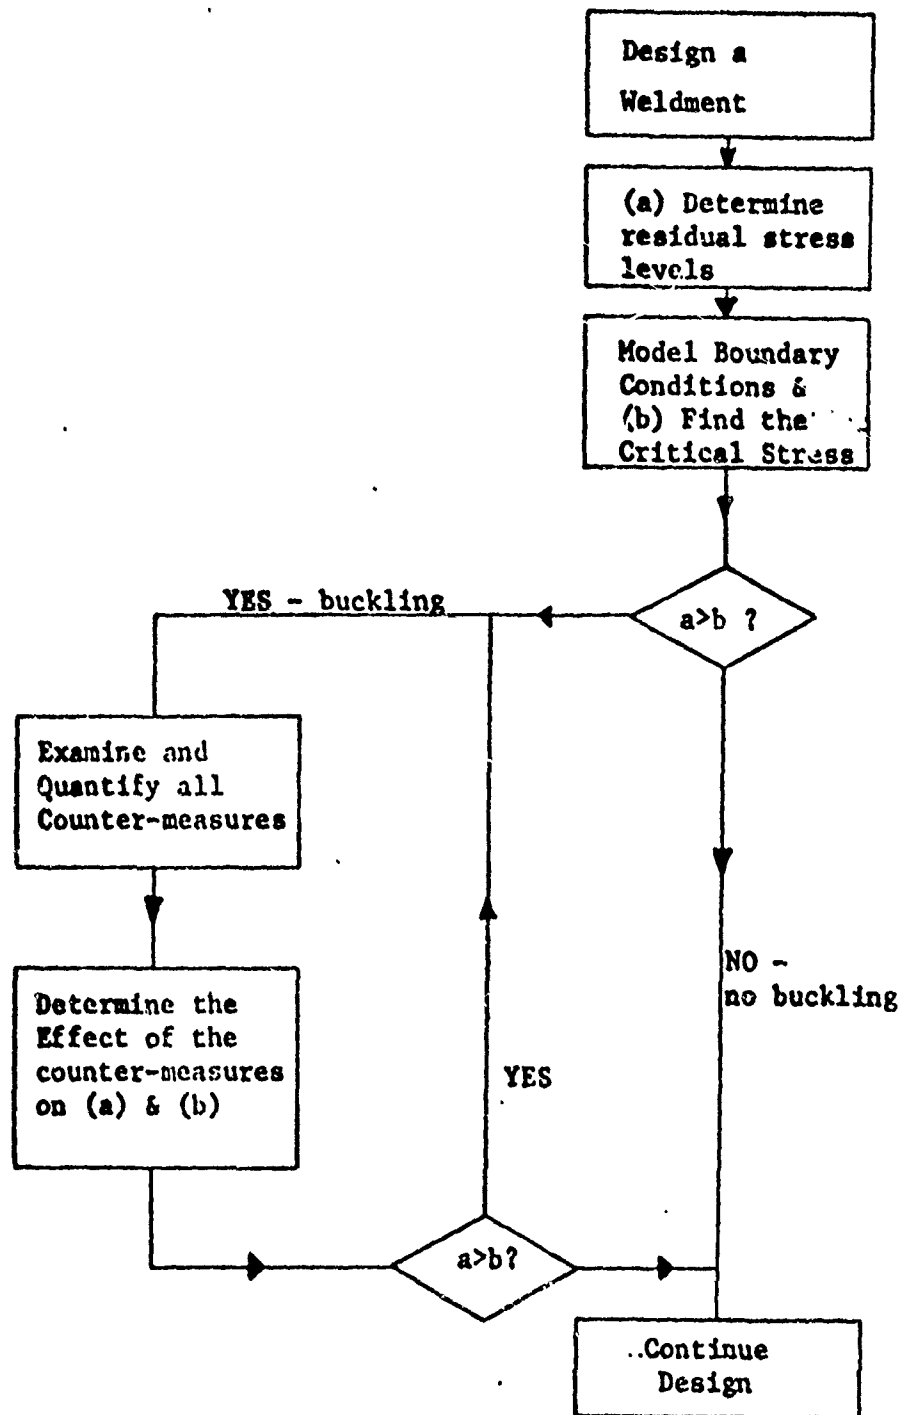 Design a
Weldment
(a) Determine
residual stress
levels
Model Boundary
Conditions &
(b) Find the
Critical Stress
a>b ?
YES - buckling
Examine and
Quantify all
Counter-measures
Determine the
Effect of the
counter-measures
on (a) & (b)
NO -
no buckling
YES
a>b?
..Continue
Design